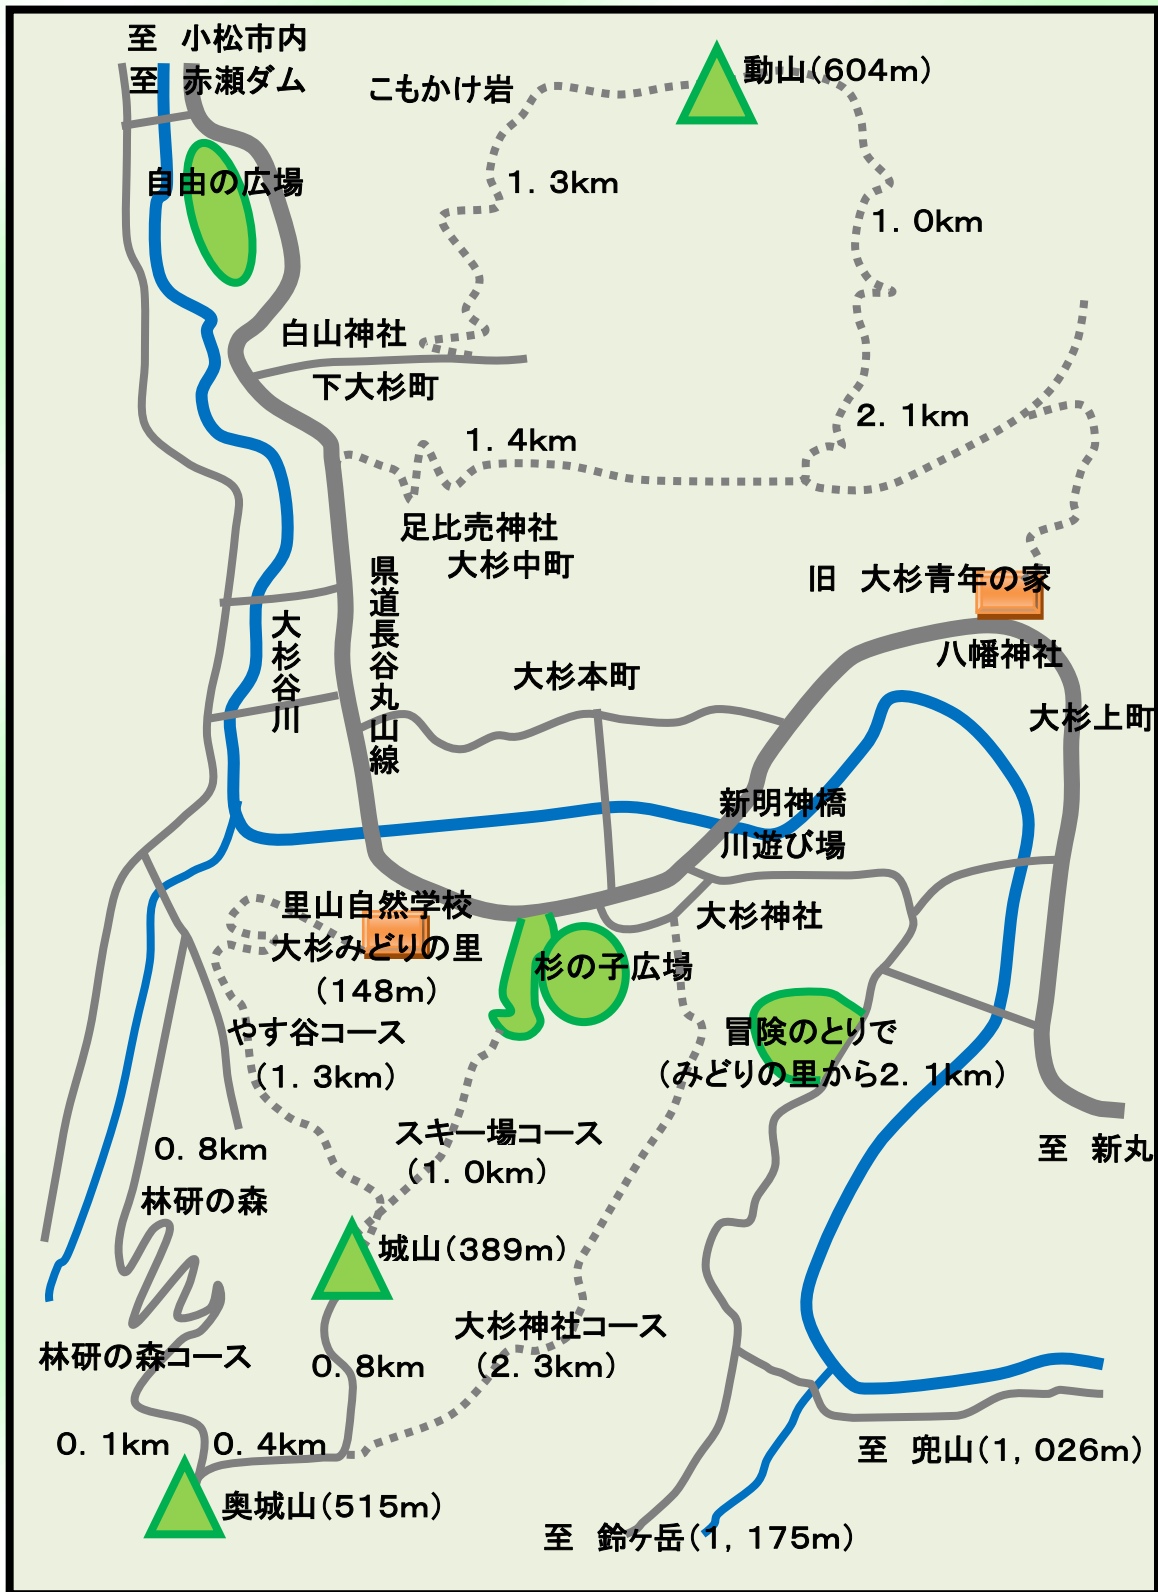 至　小松市内
至　赤瀬ダム
こもかけ岩
動山(604m)
自由の広場
1．3km
1．0km
白山神社
下大杉町
2．1km
1．4km
足比売神社
大杉中町
県道長谷丸山線
旧　大杉青年の家
大杉谷川
八幡神社
大杉本町
大杉上町
新明神橋
川遊び場
里山自然学校
大杉みどりの里
(148m)
大杉神社
杉の子広場
やす谷コース
(1．3km)
冒険のとりで
(みどりの里から2．1km)
スキー場コース
(1．0km)
0．8km
至　新丸
林研の森
城山(389m)
大杉神社コース
(2．3km)
林研の森コース
0．8km
0．1km
0．4km
至　兜山(1，026m)
奥城山(515m)
至　鈴ヶ岳(1，175m)